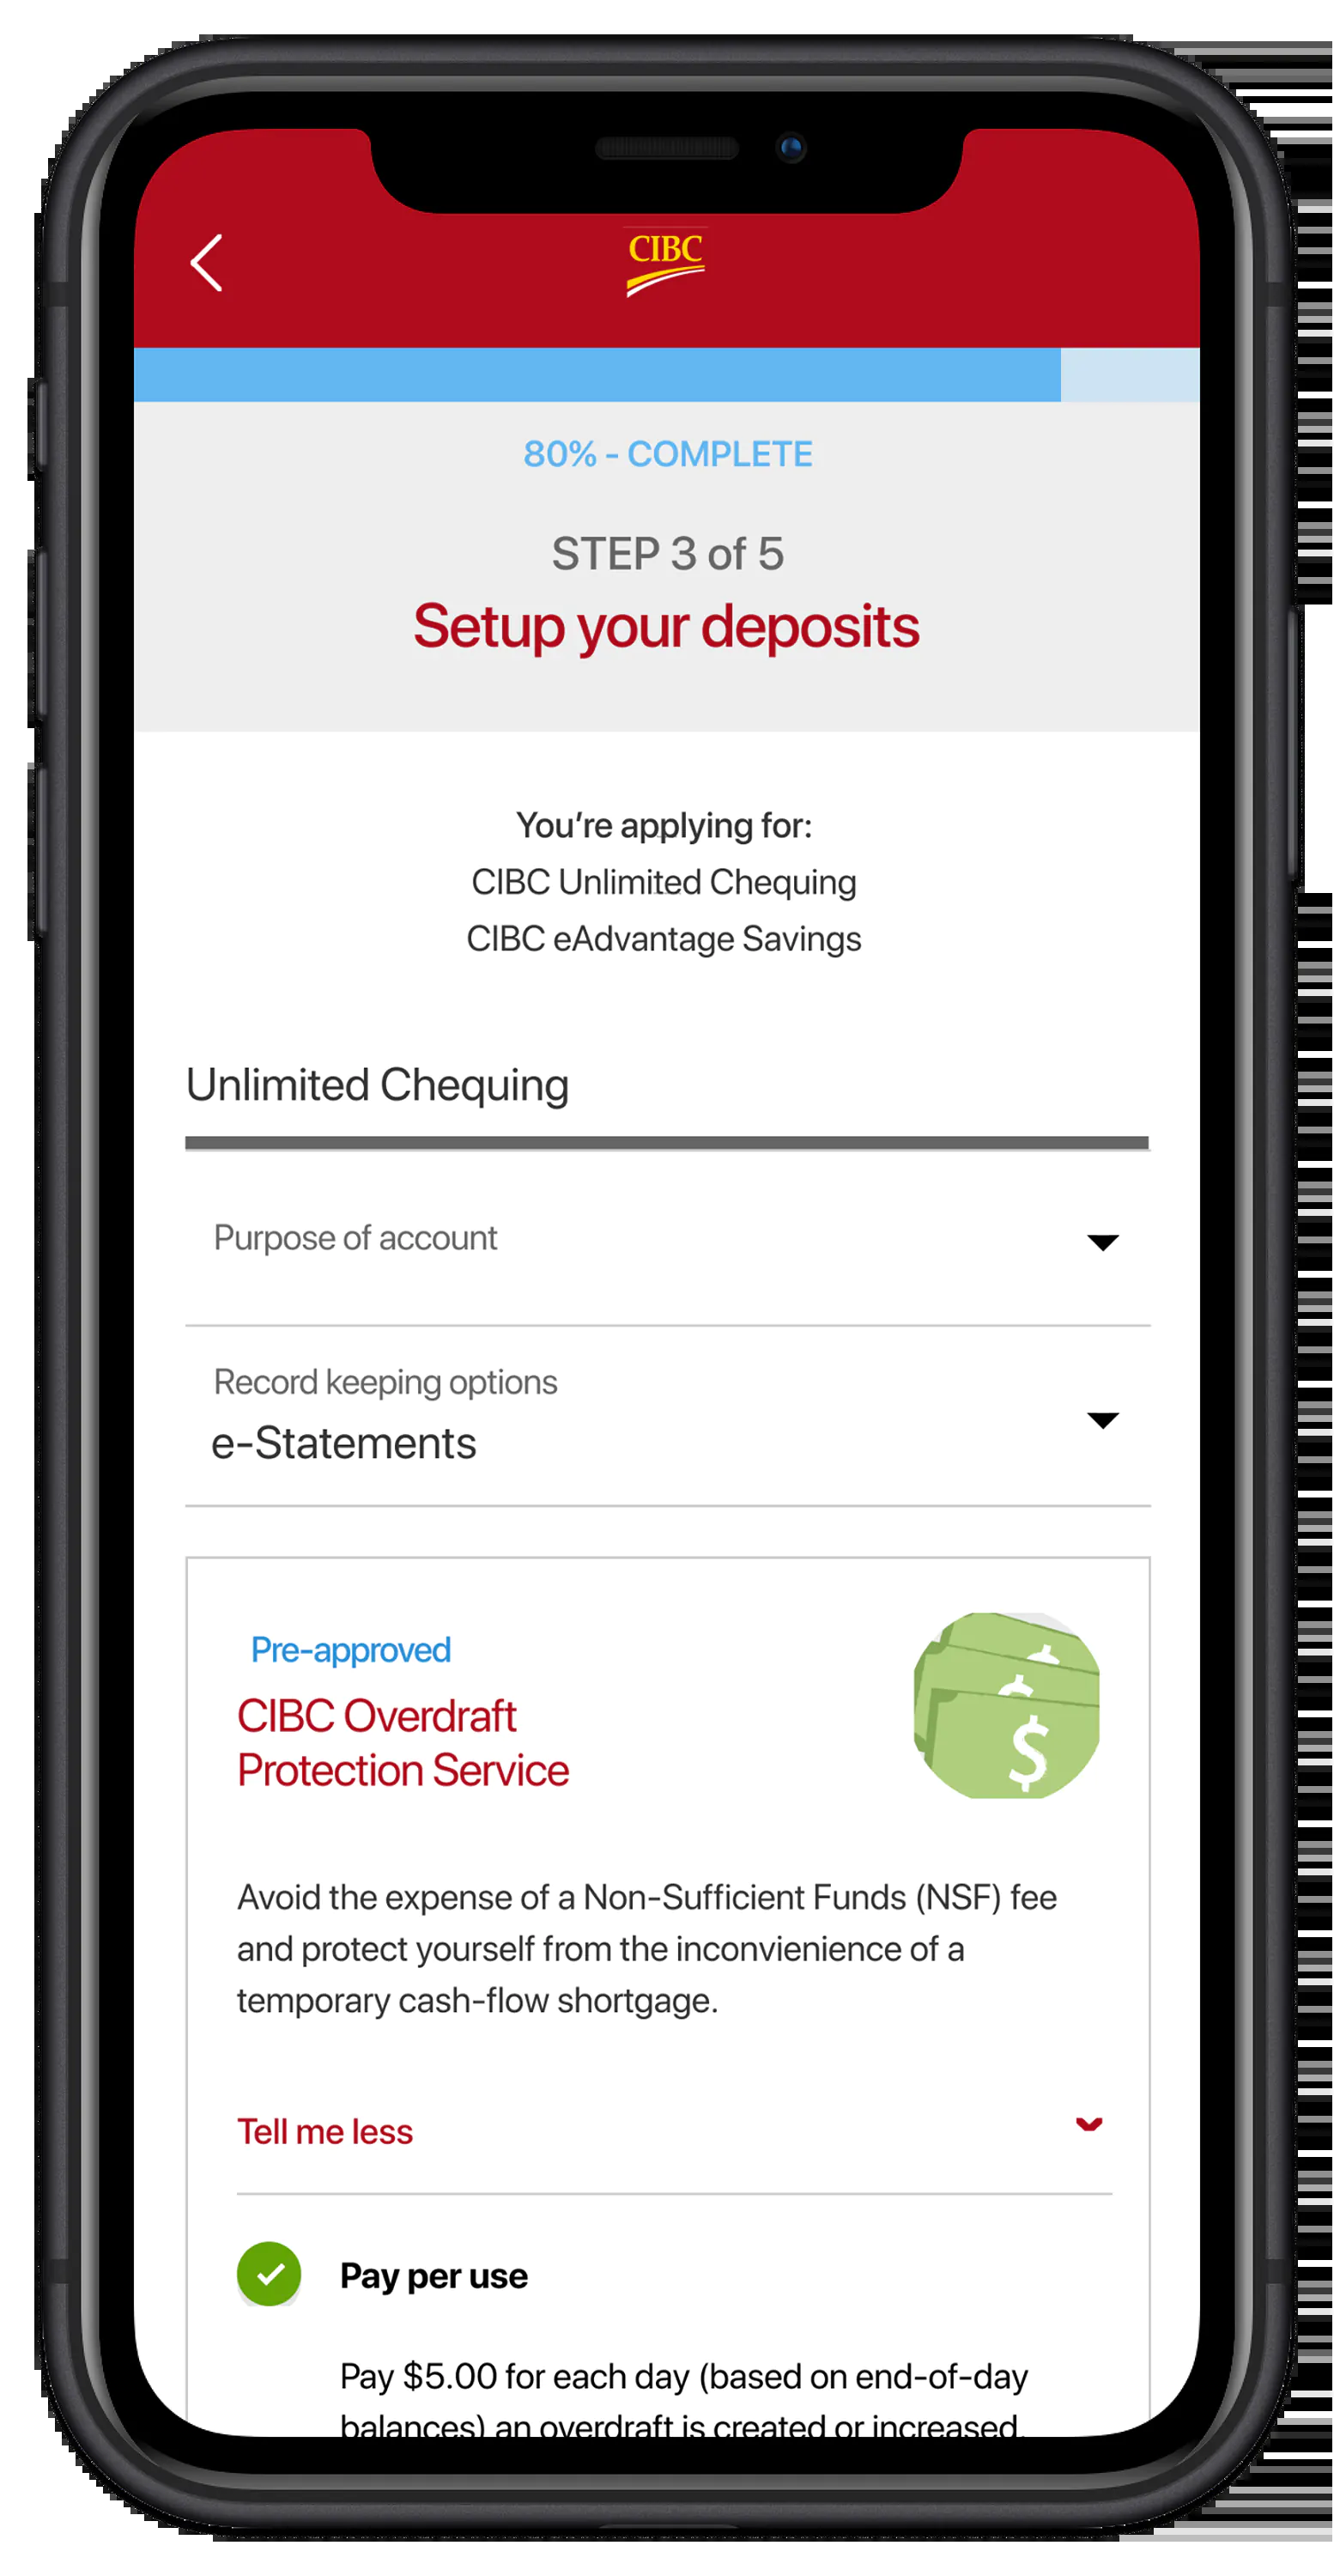 CIBC
80% - COMPLETE
STEP 3 of 5
Setup your deposits
You're applying for:
CIBC Unlimited Chequing
CIBC eAdvantage Savings
Unlimited Chequing
Purpose of account
Record keeping options
e-Statements
Pre-approved
CIBC Overdraft
Protection Service
$
Avoid the expense of a Non-Sufficient Funds (NSF) fee
and protect yourself from the inconvienience of a
temporary cash-flow shortgage.
Tell me less
Pay per use
Pay $5.00 for each day (based on end-of-day
balances) an overdraft is created or increased.